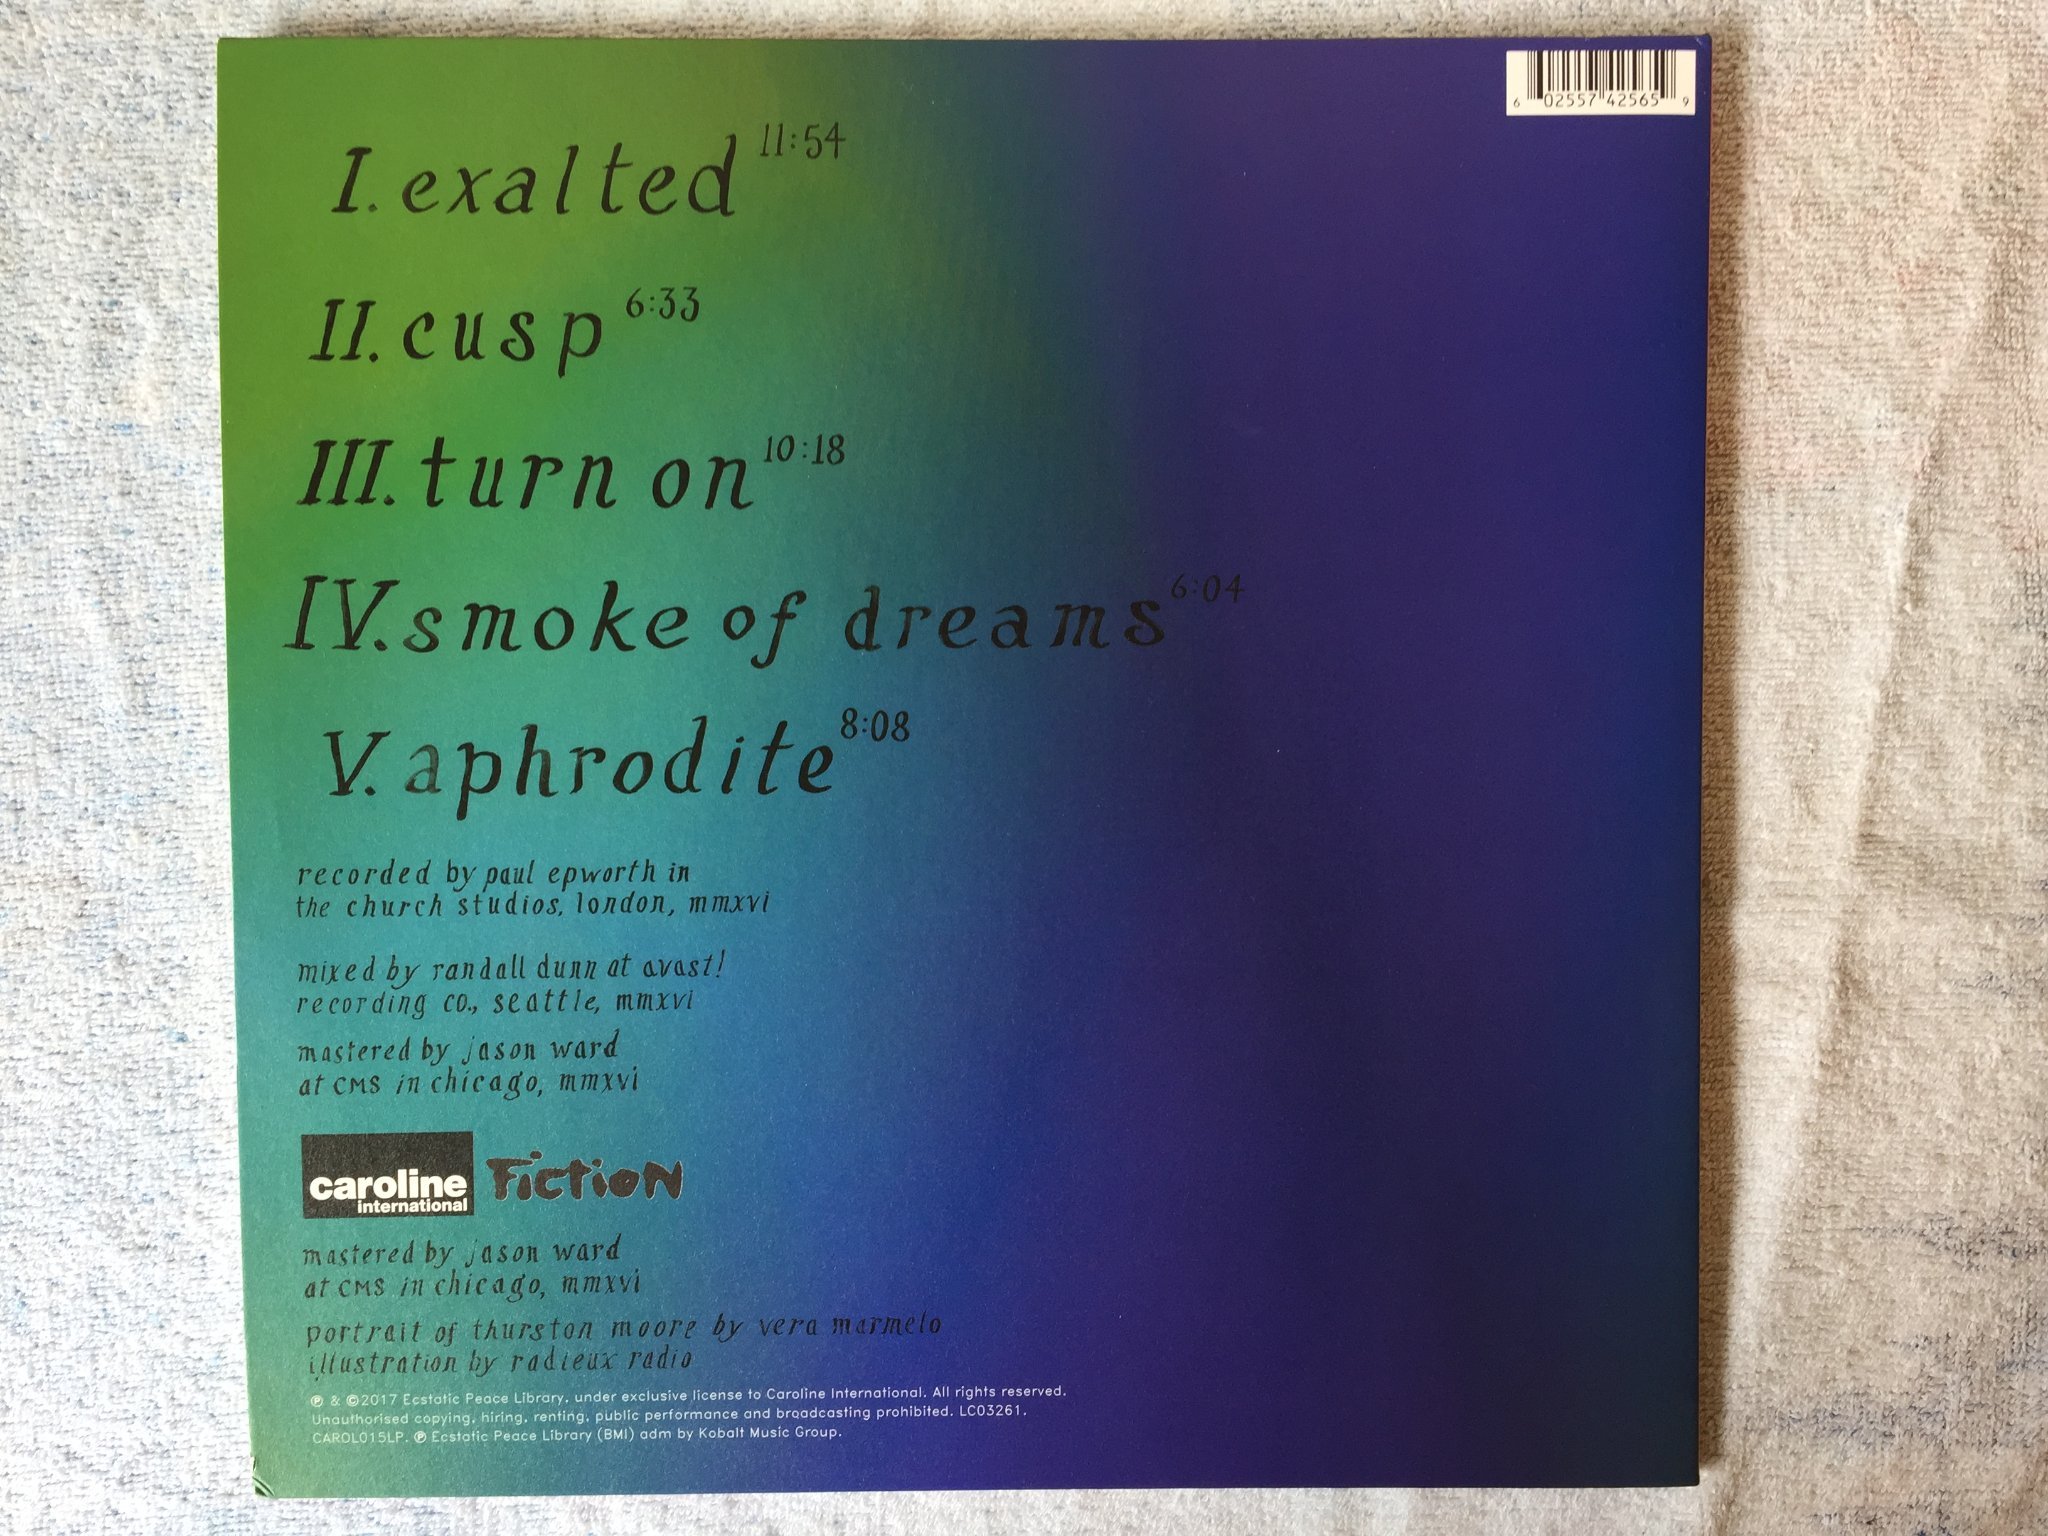 6 02557 42565 9
I. exalted 11:54
II. cusp 6:33
III. turn on 10:18
IV. smoke of dreams 6:04
V. aphrodite 8:08
recorded by paul epworth in
the church studios, london, mmxvi
mixed by randall dunn at avast!
recording co., seattle, mmxvi
mastered by jason ward
at CMS in chicago, mmxvi
caroline
international
Fiction
mastered by jason ward
at CMS in chicago, mmxvi
portrait of thurston moore by vera marmelo
illustration by radieux radio
℗ & ©2017 Ecstatic Peace Library, under exclusive license to Caroline International. All rights reserved.
Unauthorised copying, hiring, renting, public performance and broadcasting prohibited. LC03261.
CAROL015LP. ℗ Ecstatic Peace Library (BMI) adm by Kobalt Music Group.